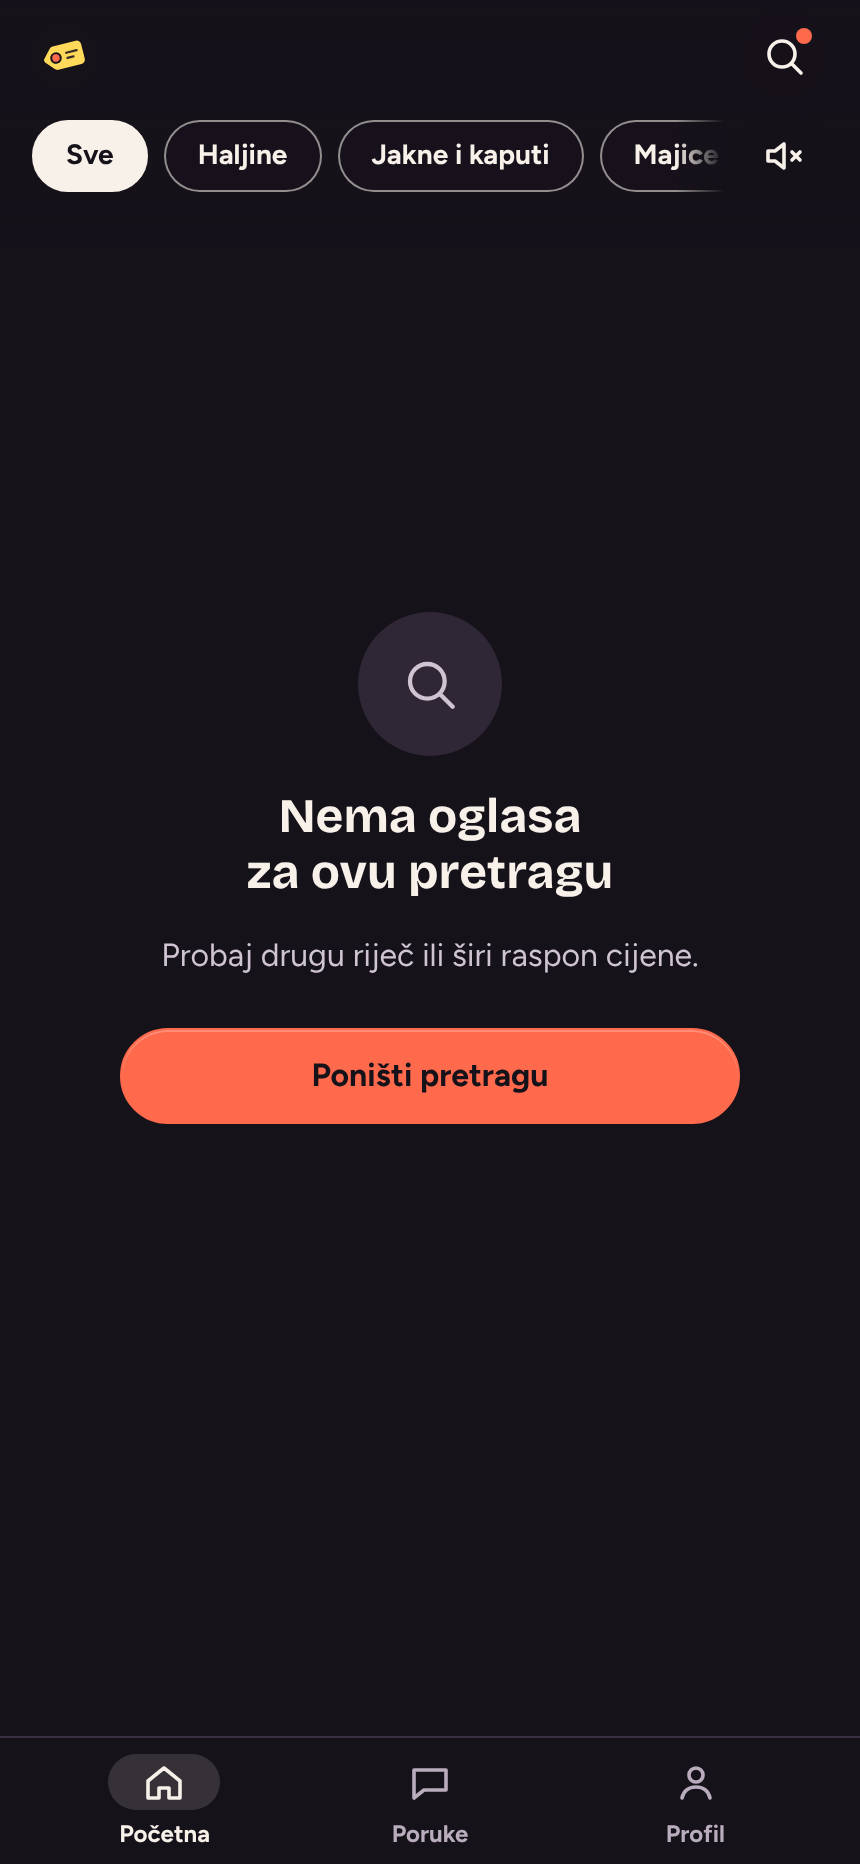 Sve
Haljine
Jakne i kaputi
Majice
Nema oglasa
za ovu pretragu
Probaj drugu riječ ili širi raspon cijene.
Poništi pretragu
Početna
Poruke
Profil